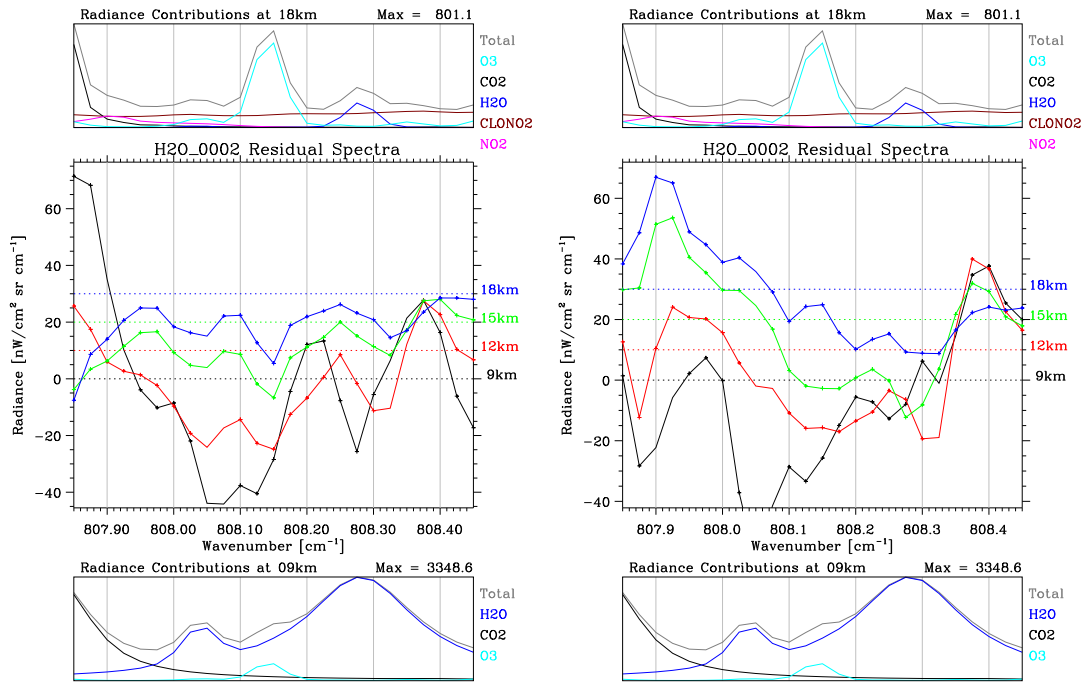 Radiance Contributions at 18km Max = 801.1
Total
O3
CO2
H2O
CLONO2
NO2
H2O_0002 Residual Spectra
Radiance [nW/cm² sr cm⁻¹]
60
40
20
0
-20
-40
18km
15km
12km
9km
807.90 808.00 808.10 808.20 808.30 808.40
Wavenumber [cm⁻¹]
Radiance Contributions at 09km Max = 3348.6
Total
H2O
CO2
O3
Radiance Contributions at 18km Max = 801.1
Total
O3
CO2
H2O
CLONO2
NO2
H2O_0002 Residual Spectra
Radiance [nW/cm² sr cm⁻¹]
60
40
20
0
-20
-40
18km
15km
12km
9km
807.9 808.0 808.1 808.2 808.3 808.4
Wavenumber [cm⁻¹]
Radiance Contributions at 09km Max = 3348.6
Total
H2O
CO2
O3